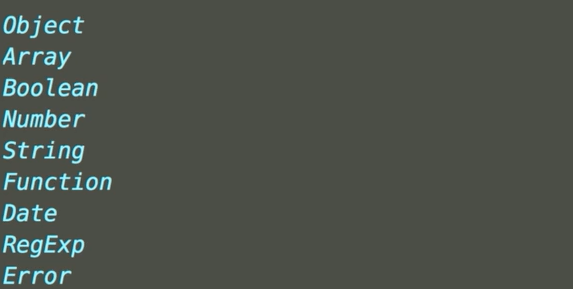 Object
Array
Boolean
Number
String
Function
Date
RegExp
Error